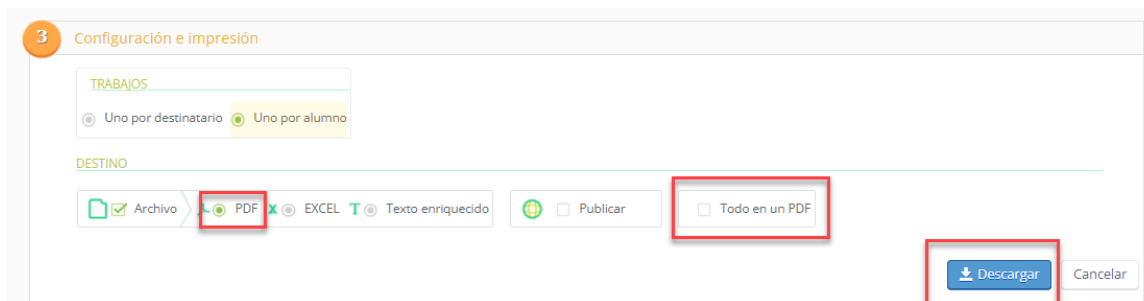 3 Configuración e impresión
TRABAJOS
Uno por destinatario Uno por alumno
DESTINO
Archivo PDF X EXCEL T Texto enriquecido Publicar Todo en un PDF
Descargar Cancelar